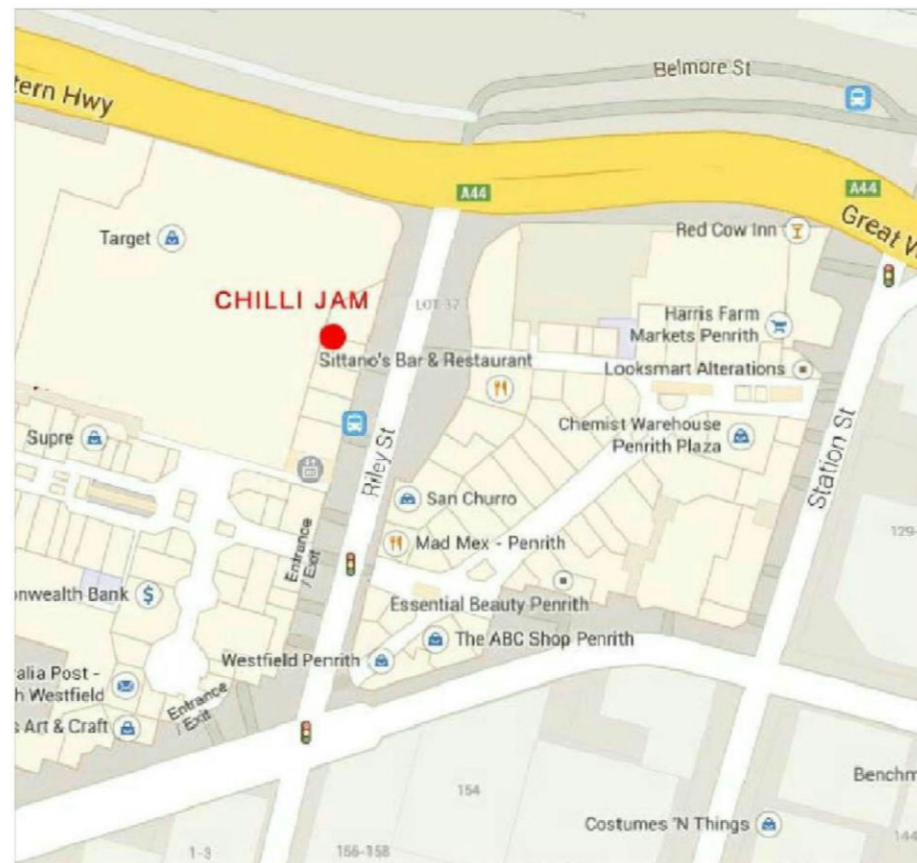 Belmore St
tern Hwy
A44
A44
Great W
Target
Red Cow Inn
CHILLI JAM
LOT 37
Harris Farm
Markets Penrith
Sittano's Bar & Restaurant
Looksmart Alterations
Chemist Warehouse
Penrith Plaza
Supre
Riley St
Station St
San Churro
129-
Mad Mex - Penrith
Entrance
/ Exit
onwealth Bank
$
Essential Beauty Penrith
The ABC Shop Penrith
Westfield Penrith
alia Post -
h Westfield
Entrance
/ Exit
s Art & Craft
Benchm
154
Costumes 'N Things
144
1-3
156-158